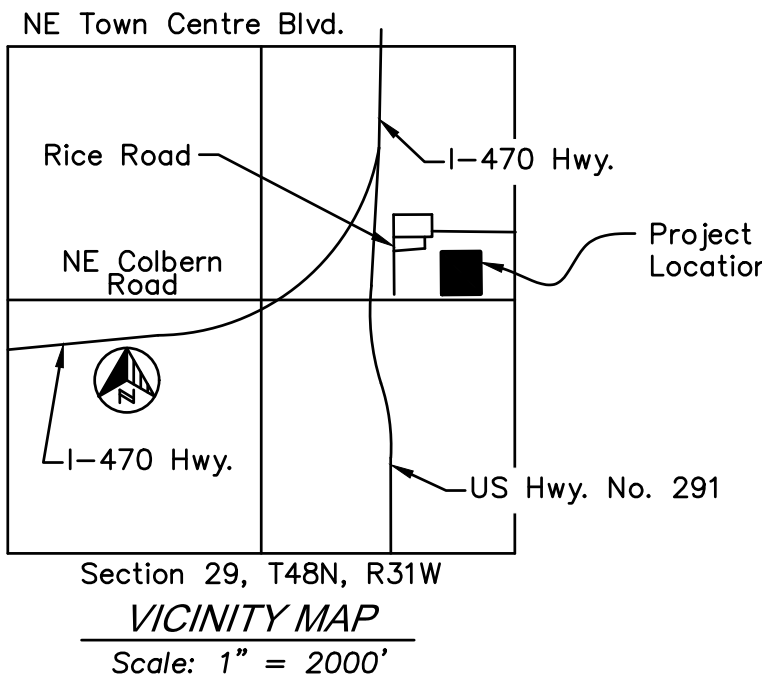 NE Town Centre Blvd.
Rice Road
I-470 Hwy.
Project
Location
NE Colbern
Road
N
I-470 Hwy.
US Hwy. No. 291
Section 29, T48N, R31W
VICINITY MAP
Scale: 1" = 2000'